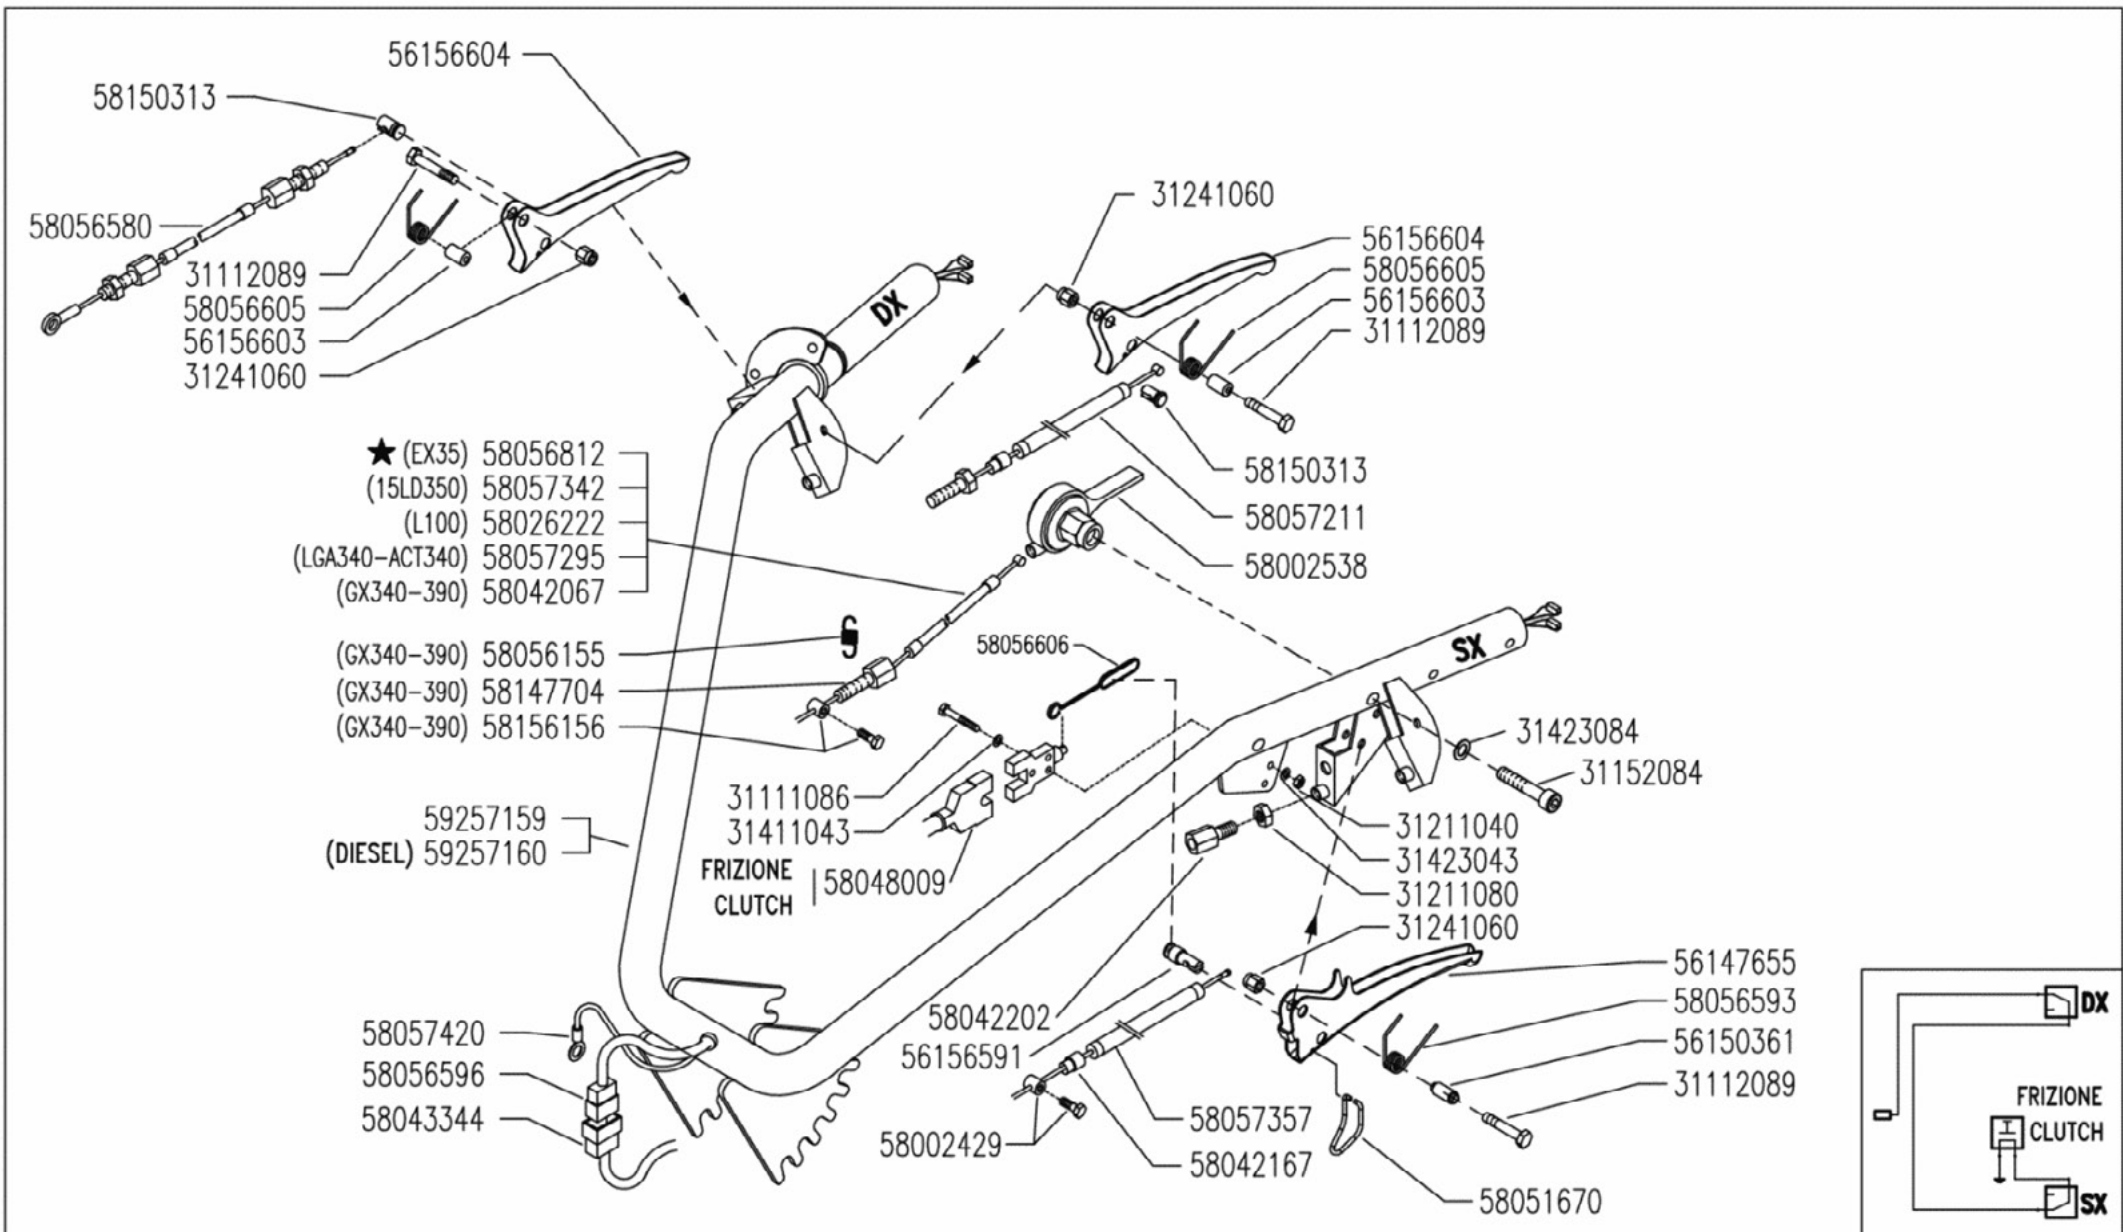 56156604
58150313
58056580
31112089
58056605
56156603
31241060
DX
31241060
56156604
58056605
56156603
31112089
58150313
58057211
58002538
★ (EX35) 58056812
(15LD350) 58057342
(L100) 58026222
(LGA340-ACT340) 58057295
(GX340-390) 58042067
(GX340-390) 58056155
(GX340-390) 58147704
(GX340-390) 58156156
58056606
SX
31423084
31152084
31111086
31411043
59257159
(DIESEL) 59257160
FRIZIONE
CLUTCH
58048009
31211040
31423043
31211080
31241060
56147655
58056593
56150361
31112089
58042202
56156591
58057420
58056596
58043344
58002429
58057357
58042167
58051670
DX
FRIZIONE
CLUTCH
SX